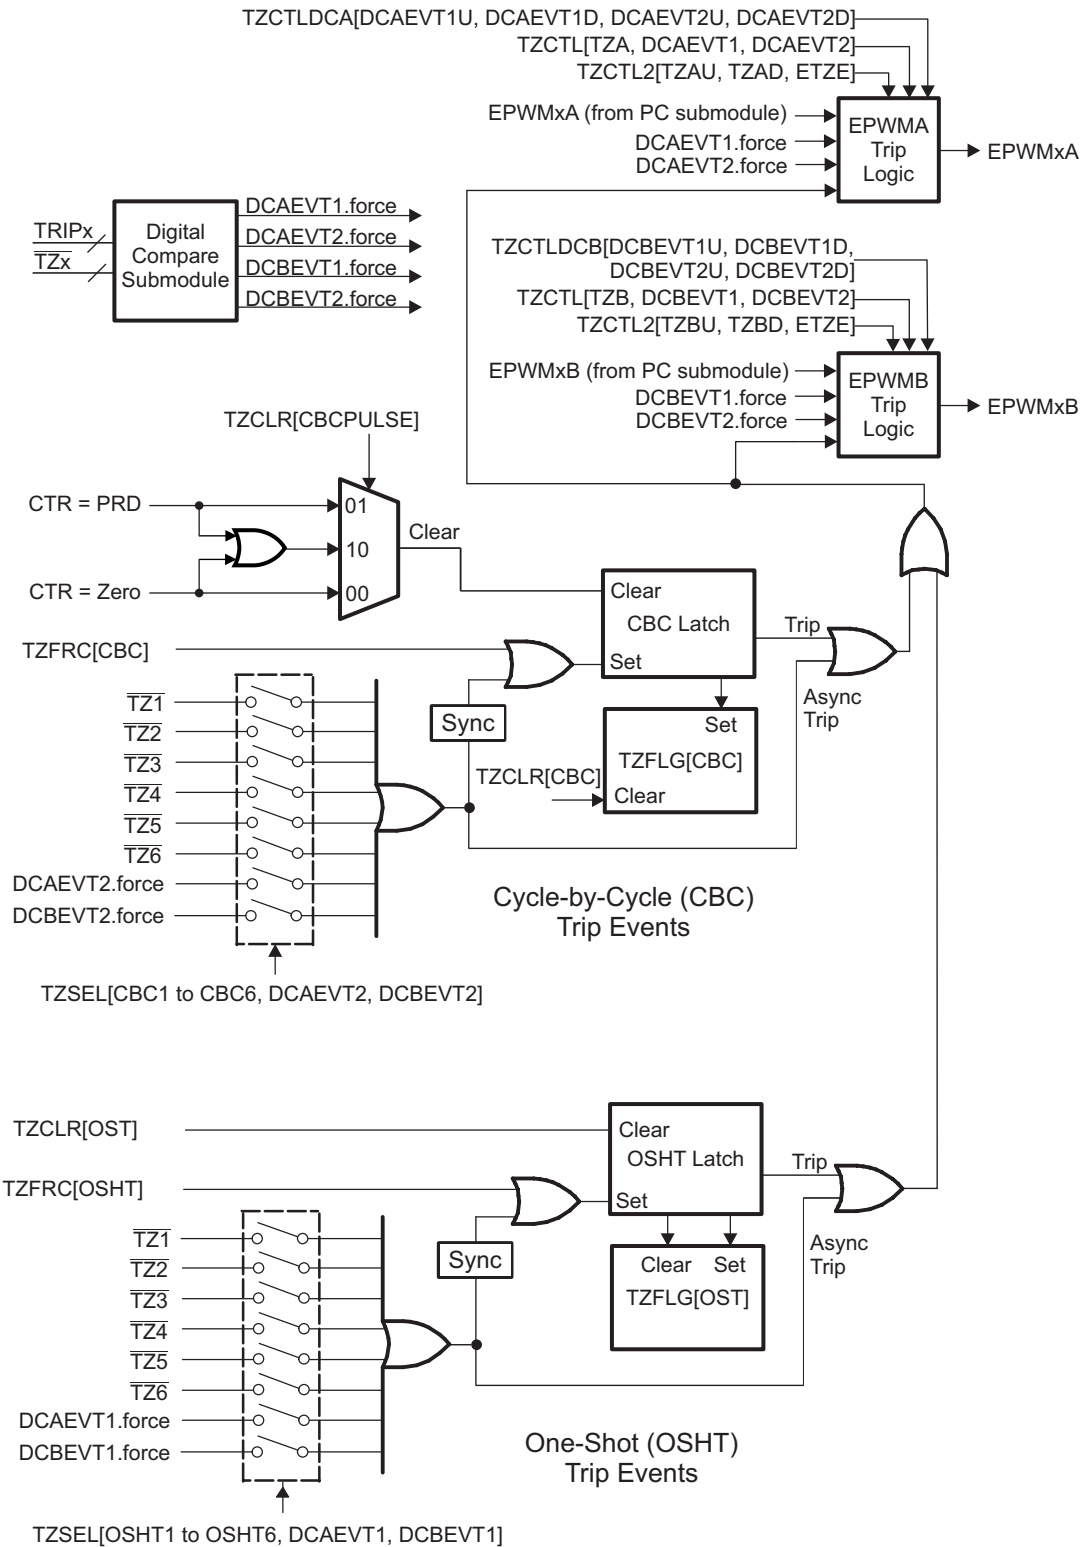 TZCTLDCA[DCAEVT1U, DCAEVT1D, DCAEVT2U, DCAEVT2D]
TZCTL[TZA, DCAEVT1, DCAEVT2]
TZCTL2[TZAU, TZAD, ETZE]
EPWMxA (from PC submodule)
DCAEVT1.force
DCAEVT2.force
EPWMA
Trip
Logic
EPWMxA
TRIPx
TZx
Digital
Compare
Submodule
DCAEVT1.force
DCAEVT2.force
DCBEVT1.force
DCBEVT2.force
TZCTLDCB[DCBEVT1U, DCBEVT1D,
DCBEVT2U, DCBEVT2D]
TZCTL[TZB, DCBEVT1, DCBEVT2]
TZCTL2[TZBU, TZBD, ETZE]
EPWMxB (from PC submodule)
DCBEVT1.force
DCBEVT2.force
EPWMB
Trip
Logic
EPWMxB
TZCLR[CBCPULSE]
CTR = PRD
CTR = Zero
01
10
00
Clear
Clear
CBC Latch
Set
Trip
TZFRC[CBC]
Sync
Async
Trip
Set
TZFLG[CBC]
Clear
TZCLR[CBC]
TZ1
TZ2
TZ3
TZ4
TZ5
TZ6
DCAEVT2.force
DCBEVT2.force
Cycle-by-Cycle (CBC)
Trip Events
TZSEL[CBC1 to CBC6, DCAEVT2, DCBEVT2]
TZCLR[OST]
Clear
OSHT Latch
Set
Trip
TZFRC[OSHT]
Sync
Async
Trip
Clear Set
TZFLG[OST]
TZ1
TZ2
TZ3
TZ4
TZ5
TZ6
DCAEVT1.force
DCBEVT1.force
One-Shot (OSHT)
Trip Events
TZSEL[OSHT1 to OSHT6, DCAEVT1, DCBEVT1]